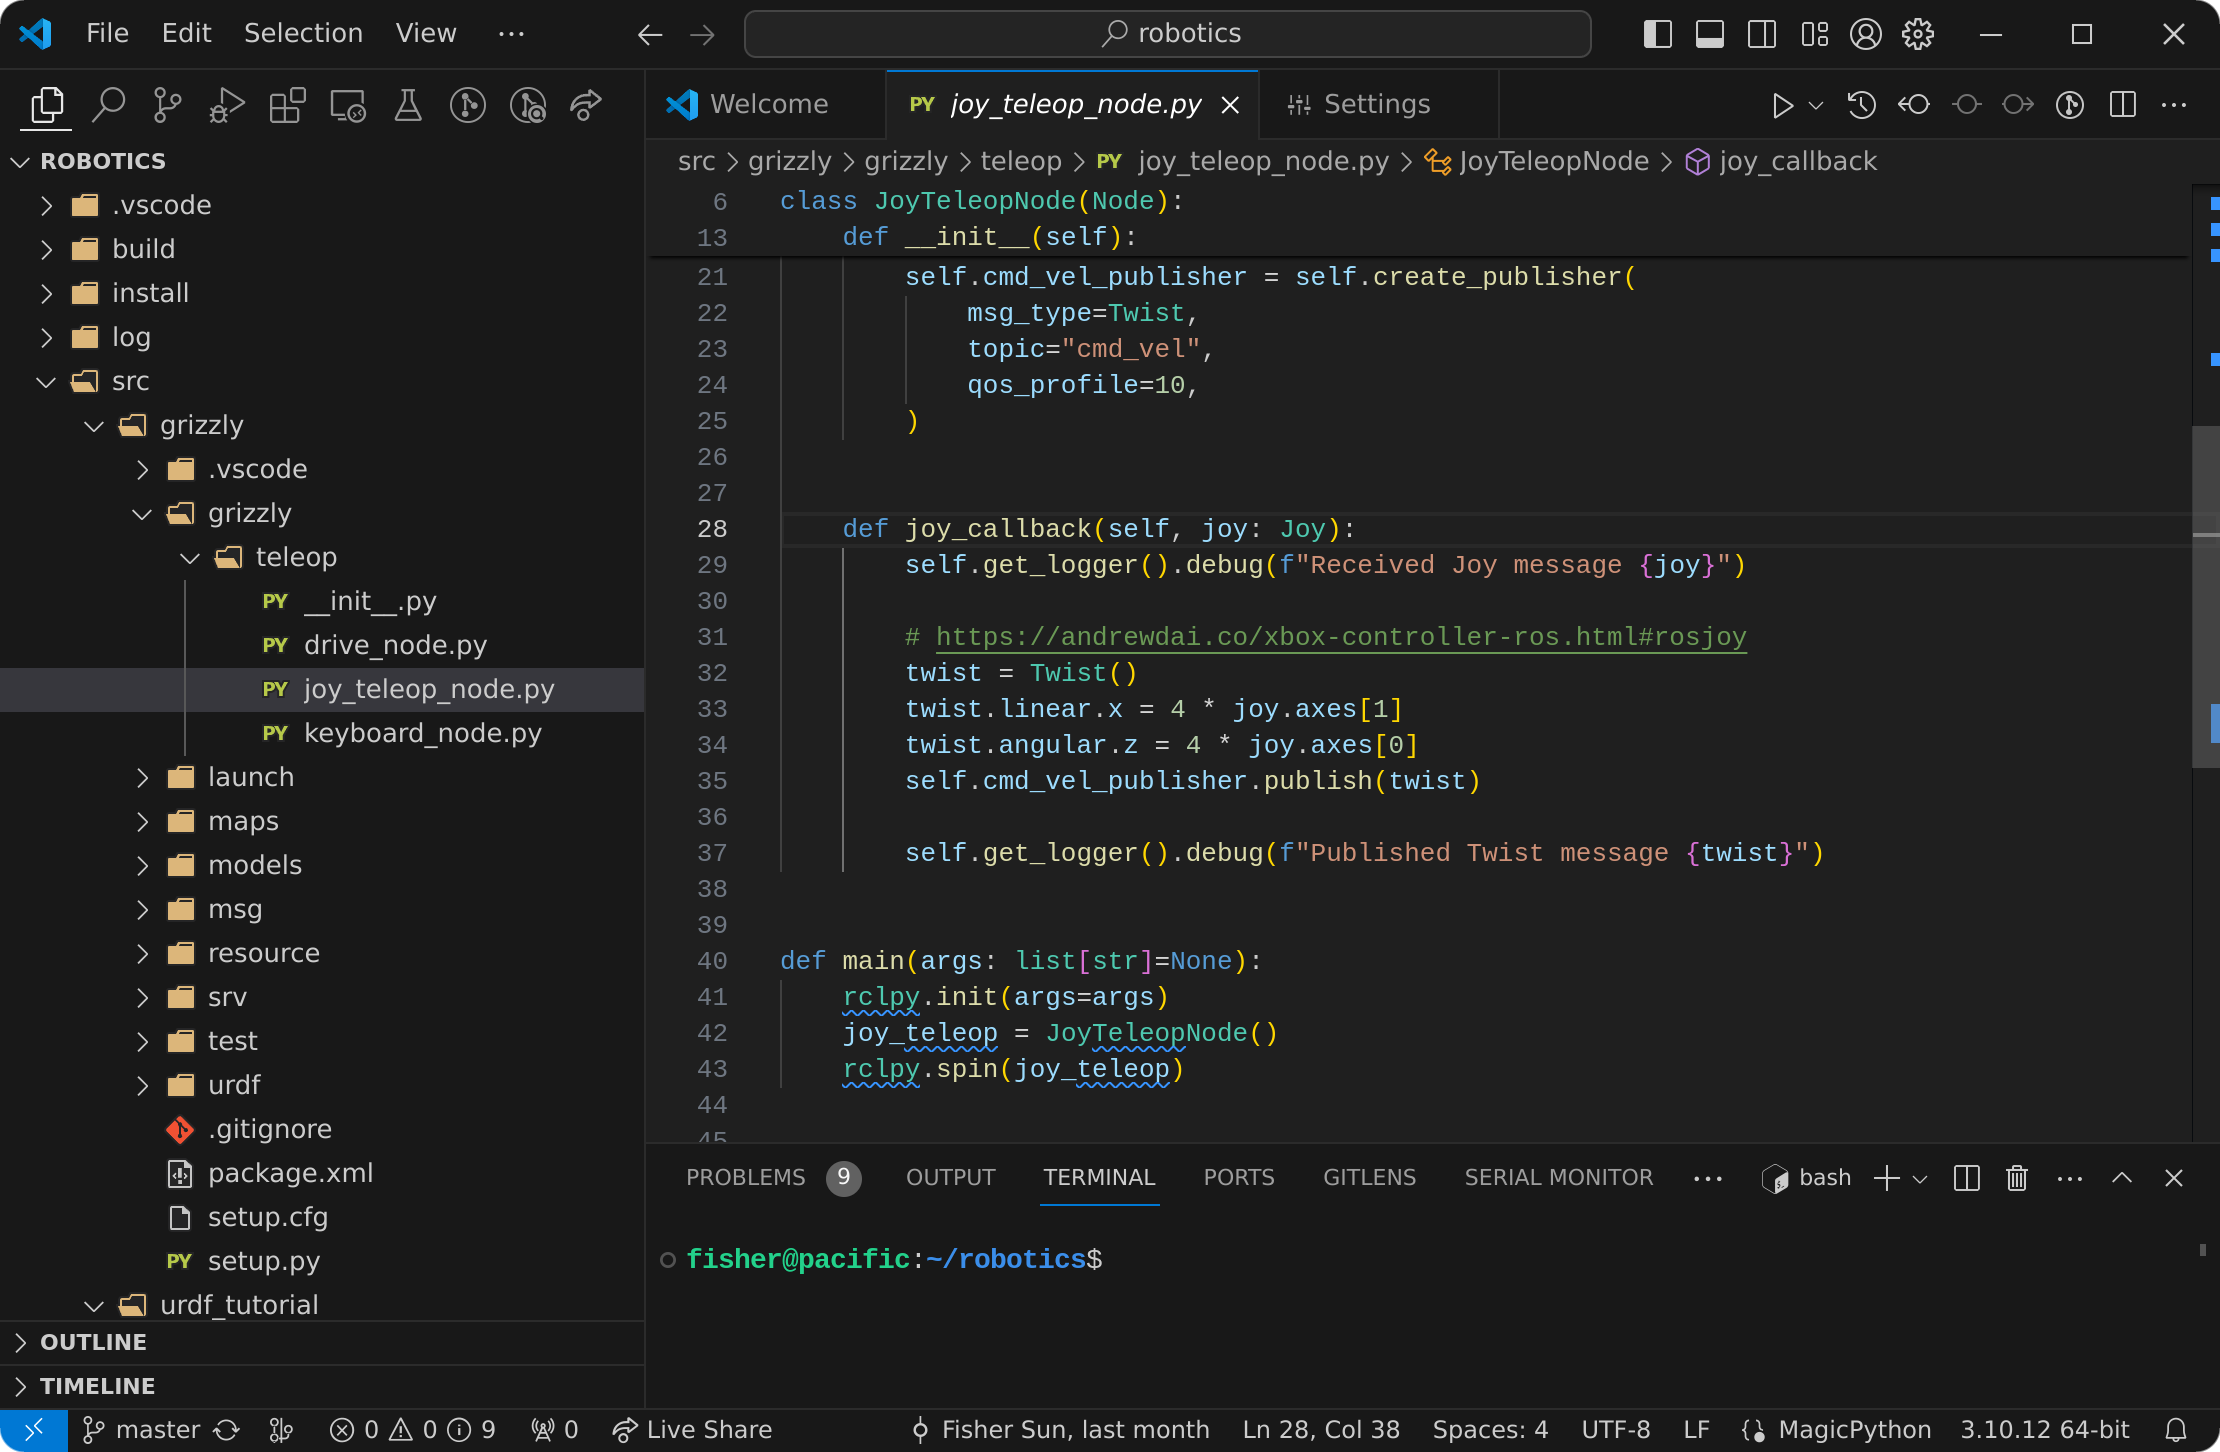 File Edit Selection View ··· robotics
ROBOTICS
.vscode
build
install
log
src
grizzly
.vscode
grizzly
teleop
PY __init__.py
PY drive_node.py
PY joy_teleop_node.py
PY keyboard_node.py
launch
maps
models
msg
resource
srv
test
urdf
.gitignore
package.xml
setup.cfg
PY setup.py
urdf_tutorial
OUTLINE
TIMELINE
Welcome PY joy_teleop_node.py Settings
src > grizzly > grizzly > teleop > PY joy_teleop_node.py > JoyTeleopNode > joy_callback
6 class JoyTeleopNode(Node):
13 def __init__(self):
21 self.cmd_vel_publisher = self.create_publisher(
22 msg_type=Twist,
23 topic="cmd_vel",
24 qos_profile=10,
25 )
26
27
28 def joy_callback(self, joy: Joy):
29 self.get_logger().debug(f"Received Joy message {joy}")
30
31 # https://andrewdai.co/xbox-controller-ros.html#rosjoy
32 twist = Twist()
33 twist.linear.x = 4 * joy.axes[1]
34 twist.angular.z = 4 * joy.axes[0]
35 self.cmd_vel_publisher.publish(twist)
36
37 self.get_logger().debug(f"Published Twist message {twist}")
38
39
40 def main(args: list[str]=None):
41 rclpy.init(args=args)
42 joy_teleop = JoyTeleopNode()
43 rclpy.spin(joy_teleop)
44
45
PROBLEMS 9 OUTPUT TERMINAL PORTS GITLENS SERIAL MONITOR ··· bash
fisher@pacific:~/robotics$
master 0 0 9 0 Live Share Fisher Sun, last month Ln 28, Col 38 Spaces: 4 UTF-8 LF MagicPython 3.10.12 64-bit